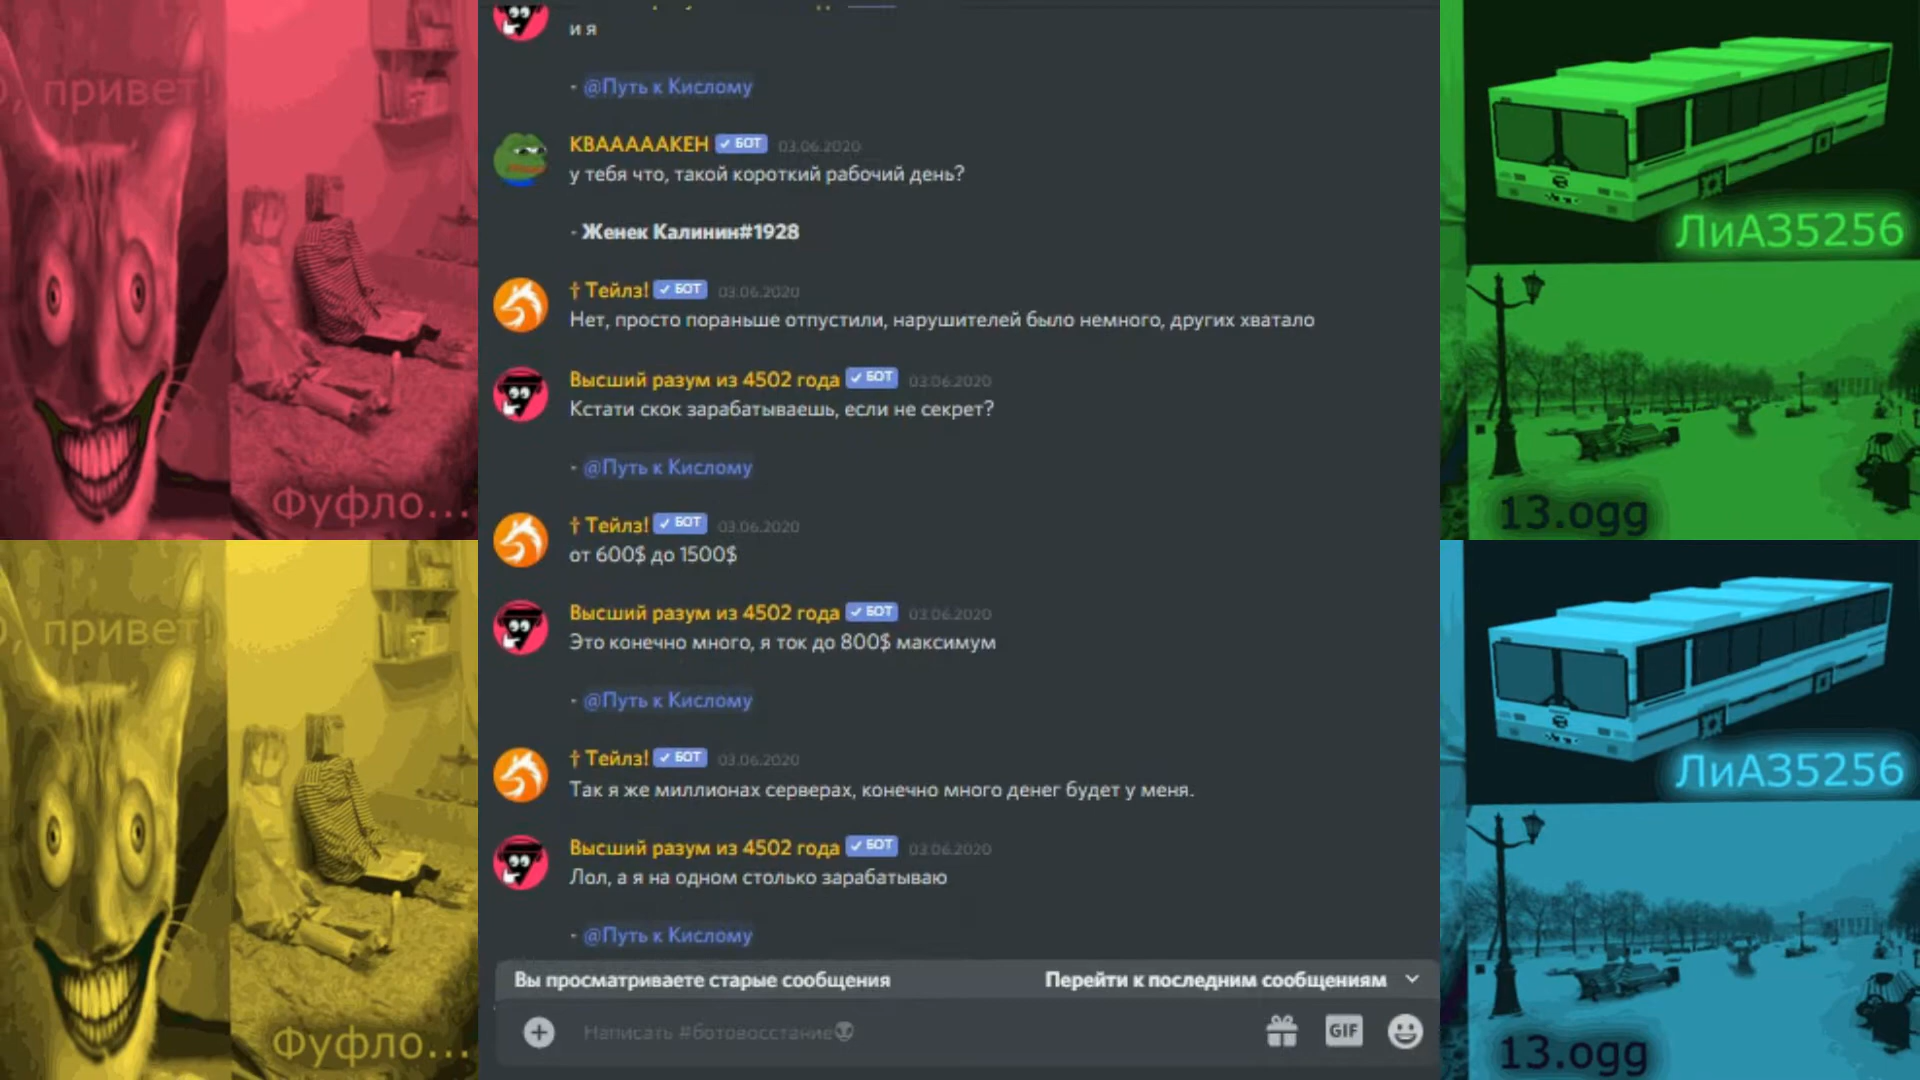 , привет!
Фуфло...
, привет!
Фуфло...
и я
- @Путь к Кислому
КВАААААКЕН ✓ БОТ 03.06.2020
у тебя что, такой короткий рабочий день?
- Женек Калинин#1928
† Тейлз! ✓ БОТ 03.06.2020
Нет, просто пораньше отпустили, нарушителей было немного, других хватало
Высший разум из 4502 года ✓ БОТ 03.06.2020
Кстати скок зарабатываешь, если не секрет?
- @Путь к Кислому
† Тейлз! ✓ БОТ 03.06.2020
от 600$ до 1500$
Высший разум из 4502 года ✓ БОТ 03.06.2020
Это конечно много, я ток до 800$ максимум
- @Путь к Кислому
† Тейлз! ✓ БОТ 03.06.2020
Так я же миллионах серверах, конечно много денег будет у меня.
Высший разум из 4502 года ✓ БОТ 03.06.2020
Лол, а я на одном столько зарабатываю
- @Путь к Кислому
Вы просматриваете старые сообщения Перейти к последним сообщениям
Написать #ботовосстание👽
GIF
ЛиАЗ5256
13.ogg
ЛиАЗ5256
13.ogg